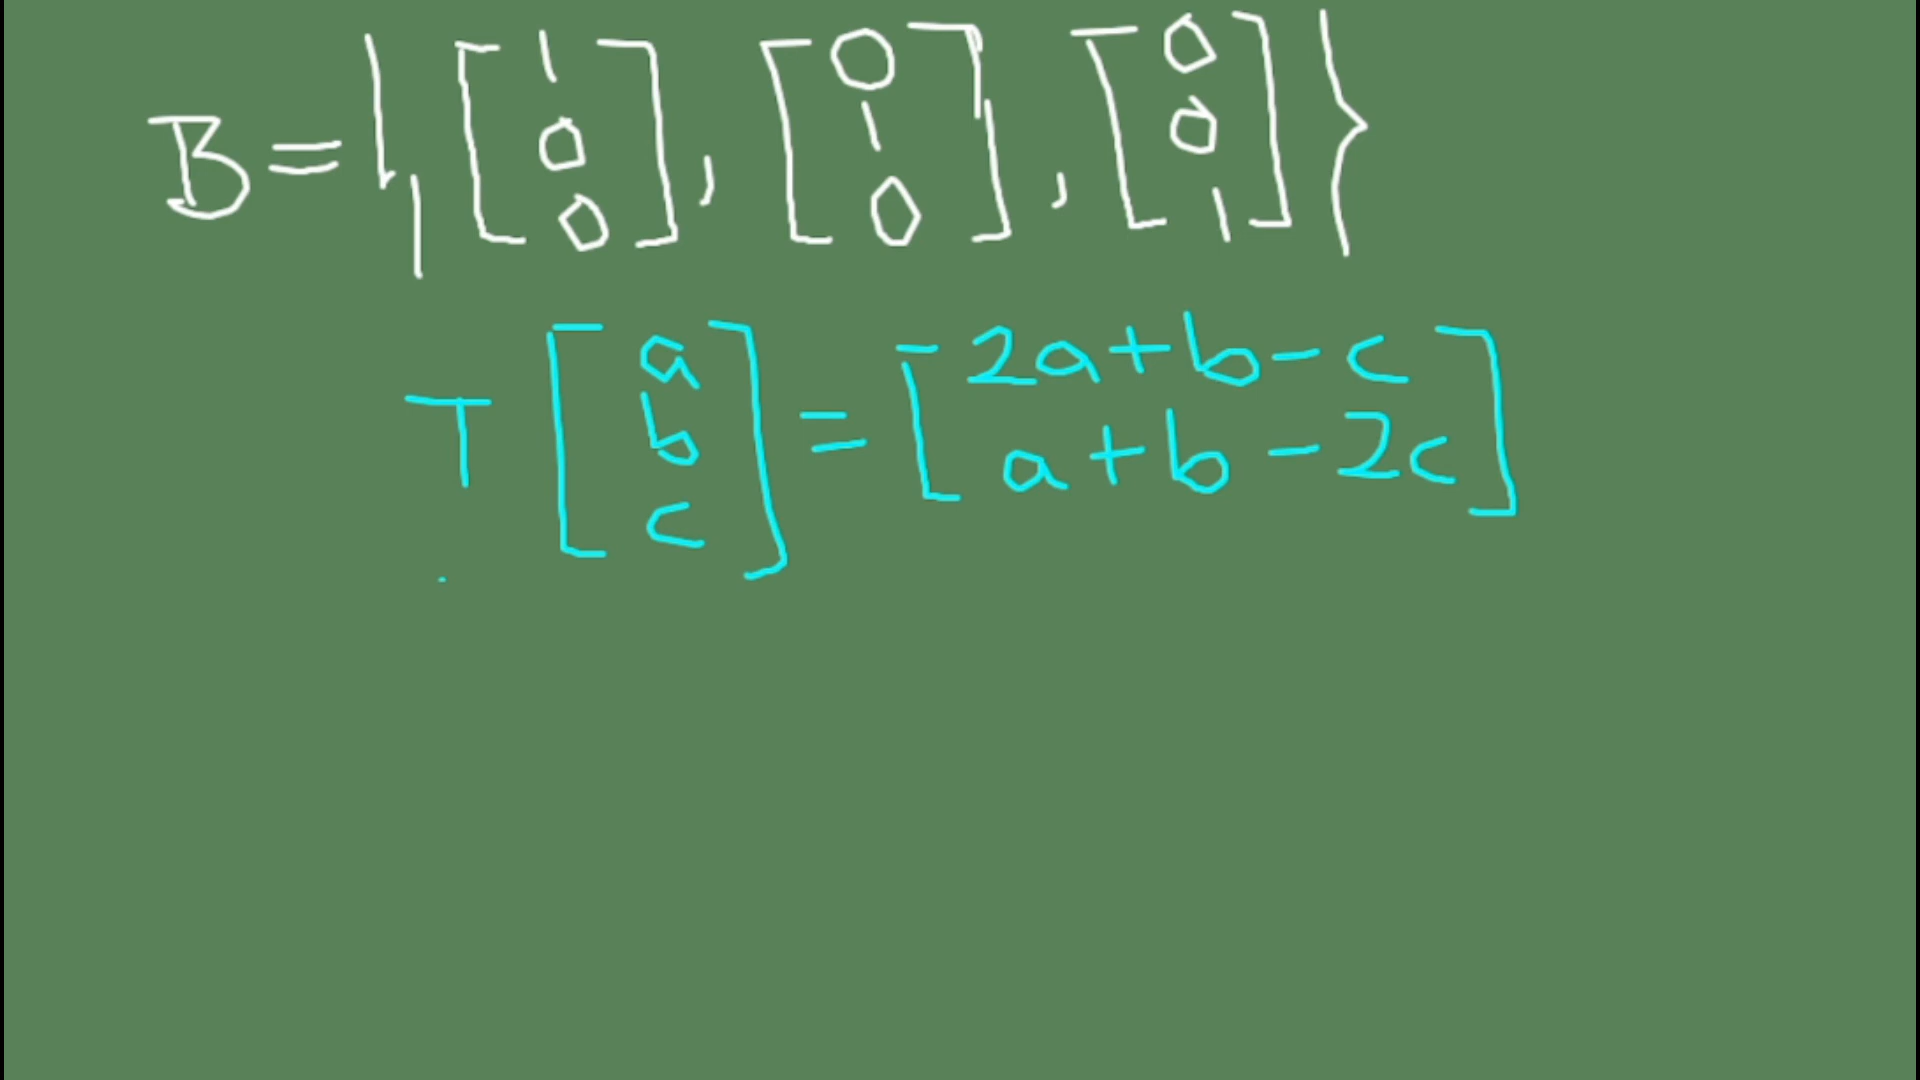 B = { [1 0 0], [0 1 0], [0 0 1] }
T [a b c] = [2a+b-c a+b-2c]